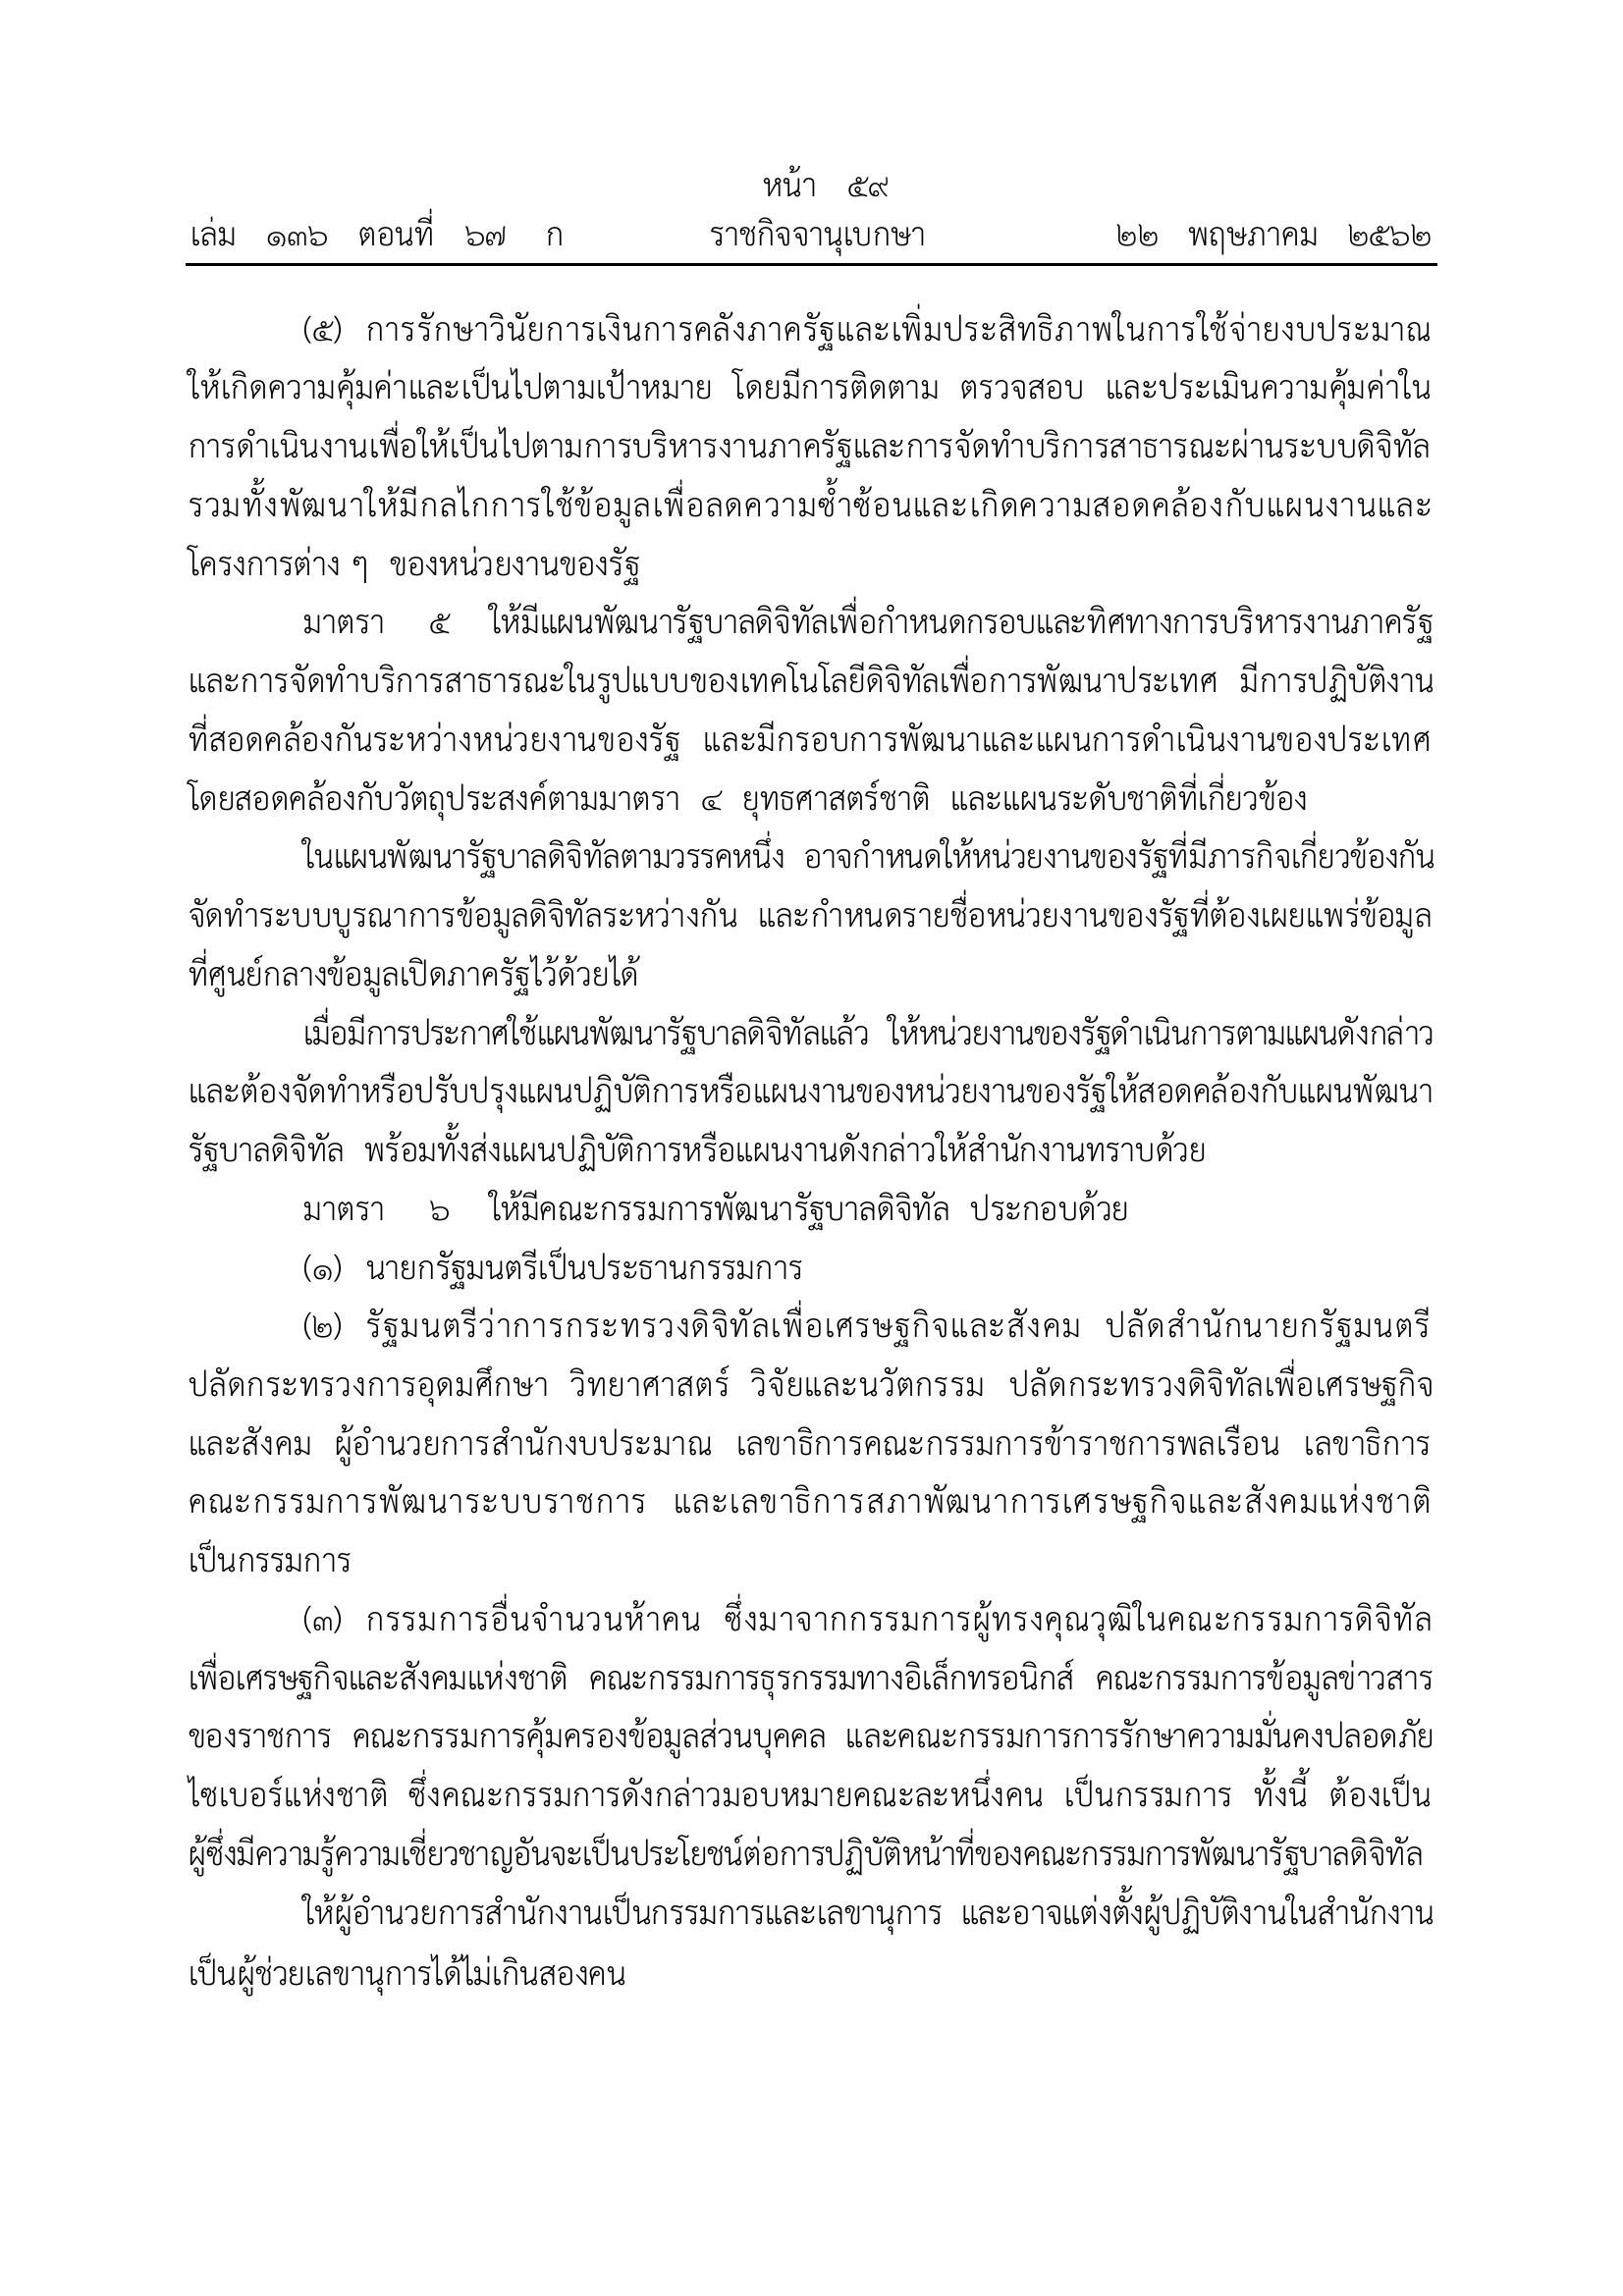 หน้า ๕๙
เล่ม ๑๓๖ ตอนที่ ๖๗ ก ราชกิจจานุเบกษา ๒๒ พฤษภาคม ๒๕๖๒
(๕) การรักษาวินัยการเงินการคลังภาครัฐและเพิ่มประสิทธิภาพในการใช้จ่ายงบประมาณ
ให้เกิดความคุ้มค่าและเป็นไปตามเป้าหมาย โดยมีการติดตาม ตรวจสอบ และประเมินความคุ้มค่าใน
การดำเนินงานเพื่อให้เป็นไปตามการบริหารงานภาครัฐและการจัดทำบริการสาธารณะผ่านระบบดิจิทัล
รวมทั้งพัฒนาให้มีกลไกการใช้ข้อมูลเพื่อลดความซ้ำซ้อนและเกิดความสอดคล้องกับแผนงานและ
โครงการต่าง ๆ ของหน่วยงานของรัฐ
มาตรา ๕ ให้มีแผนพัฒนารัฐบาลดิจิทัลเพื่อกำหนดกรอบและทิศทางการบริหารงานภาครัฐ
และการจัดทำบริการสาธารณะในรูปแบบของเทคโนโลยีดิจิทัลเพื่อการพัฒนาประเทศ มีการปฏิบัติงาน
ที่สอดคล้องกันระหว่างหน่วยงานของรัฐ และมีกรอบการพัฒนาและแผนการดำเนินงานของประเทศ
โดยสอดคล้องกับวัตถุประสงค์ตามมาตรา ๔ ยุทธศาสตร์ชาติ และแผนระดับชาติที่เกี่ยวข้อง
ในแผนพัฒนารัฐบาลดิจิทัลตามวรรคหนึ่ง อาจกำหนดให้หน่วยงานของรัฐที่มีภารกิจเกี่ยวข้องกัน
จัดทำระบบบูรณาการข้อมูลดิจิทัลระหว่างกัน และกำหนดรายชื่อหน่วยงานของรัฐที่ต้องเผยแพร่ข้อมูล
ที่ศูนย์กลางข้อมูลเปิดภาครัฐไว้ด้วยได้
เมื่อมีการประกาศใช้แผนพัฒนารัฐบาลดิจิทัลแล้ว ให้หน่วยงานของรัฐดำเนินการตามแผนดังกล่าว
และต้องจัดทำหรือปรับปรุงแผนปฏิบัติการหรือแผนงานของหน่วยงานของรัฐให้สอดคล้องกับแผนพัฒนา
รัฐบาลดิจิทัล พร้อมทั้งส่งแผนปฏิบัติการหรือแผนงานดังกล่าวให้สำนักงานทราบด้วย
มาตรา ๖ ให้มีคณะกรรมการพัฒนารัฐบาลดิจิทัล ประกอบด้วย
(๑) นายกรัฐมนตรีเป็นประธานกรรมการ
(๒) รัฐมนตรีว่าการกระทรวงดิจิทัลเพื่อเศรษฐกิจและสังคม ปลัดสำนักนายกรัฐมนตรี
ปลัดกระทรวงการอุดมศึกษา วิทยาศาสตร์ วิจัยและนวัตกรรม ปลัดกระทรวงดิจิทัลเพื่อเศรษฐกิจ
และสังคม ผู้อำนวยการสำนักงบประมาณ เลขาธิการคณะกรรมการข้าราชการพลเรือน เลขาธิการ
คณะกรรมการพัฒนาระบบราชการ และเลขาธิการสภาพัฒนาการเศรษฐกิจและสังคมแห่งชาติ
เป็นกรรมการ
(๓) กรรมการอื่นจำนวนห้าคน ซึ่งมาจากกรรมการผู้ทรงคุณวุฒิในคณะกรรมการดิจิทัล
เพื่อเศรษฐกิจและสังคมแห่งชาติ คณะกรรมการธุรกรรมทางอิเล็กทรอนิกส์ คณะกรรมการข้อมูลข่าวสาร
ของราชการ คณะกรรมการคุ้มครองข้อมูลส่วนบุคคล และคณะกรรมการการรักษาความมั่นคงปลอดภัย
ไซเบอร์แห่งชาติ ซึ่งคณะกรรมการดังกล่าวมอบหมายคณะละหนึ่งคน เป็นกรรมการ ทั้งนี้ ต้องเป็น
ผู้ซึ่งมีความรู้ความเชี่ยวชาญอันจะเป็นประโยชน์ต่อการปฏิบัติหน้าที่ของคณะกรรมการพัฒนารัฐบาลดิจิทัล
ให้ผู้อำนวยการสำนักงานเป็นกรรมการและเลขานุการ และอาจแต่งตั้งผู้ปฏิบัติงานในสำนักงาน
เป็นผู้ช่วยเลขานุการได้ไม่เกินสองคน